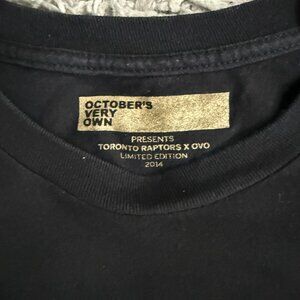 OCTOBER'S
VERY
OWN
PRESENTS
TORONTO RAPTORS X OVO
LIMITED EDITION
2014